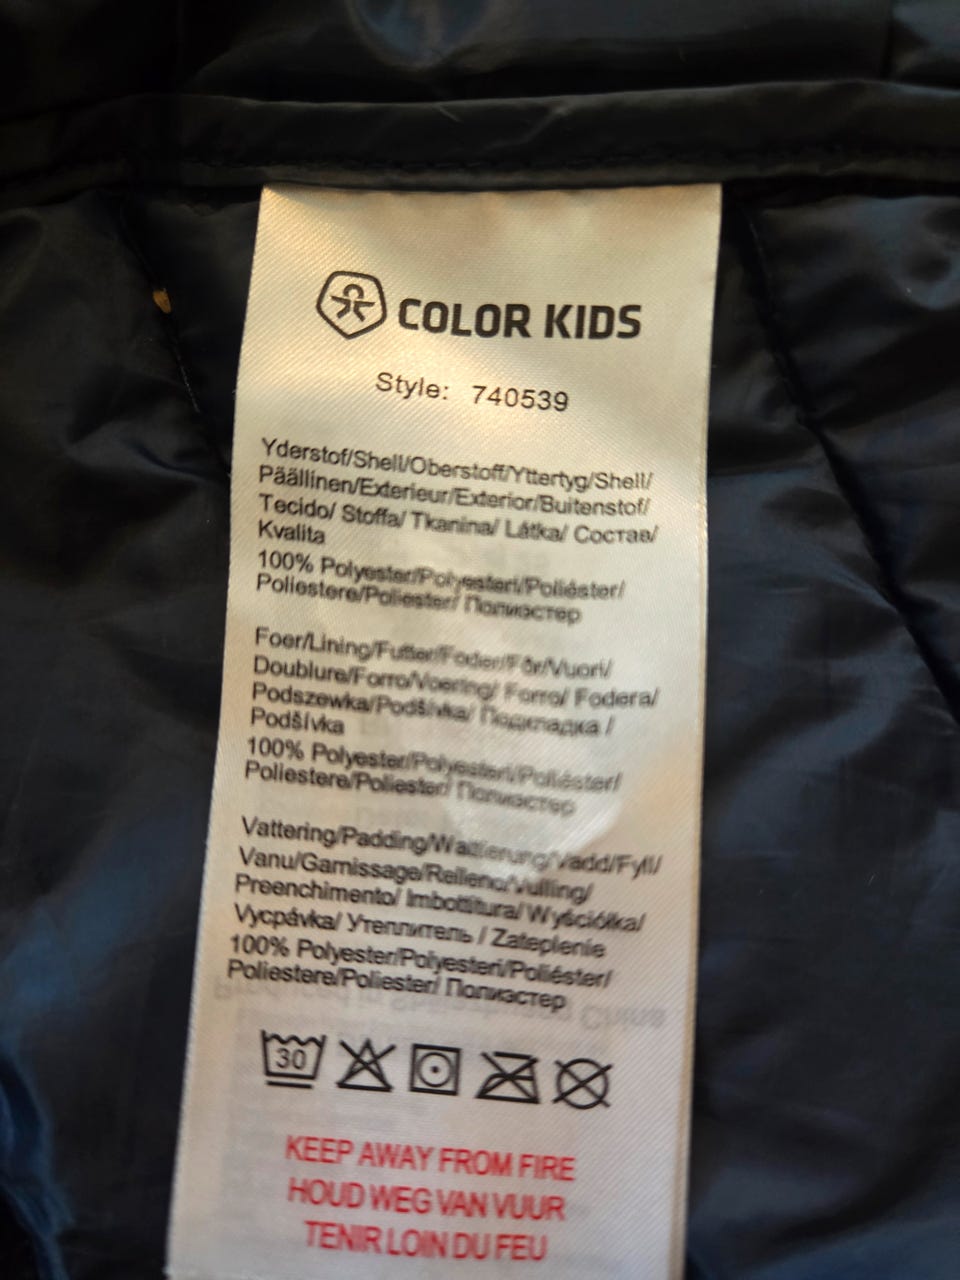 COLOR KIDS
Style: 740539
Yderstof/Shell/Oberstoff/Yttertyg/Shell/
Päällinen/Exterieur/Exterior/Buitenstof/
Tecido/ Stoffa/ Tkanina/ Látka/ Состав/
Kvalita
100% Polyester/Polyesteri/Poliéster/
Poliestere/Poliester/ Полиэстер
Foer/Lining/Futter/Foder/Fôr/Vuori/
Doublure/Forro/Voering/ Forro/ Fodera/
Podszewka/Podšívka/ Подкладка /
Podšívka
100% Polyester/Polyesteri/Poliéster/
Poliestere/Poliester/ Полиэстер
Vattering/Padding/Wattierung/Vadd/Fyll/
Vanu/Garnissage/Relleno/Vulling/
Preenchimento/ Imbottitura/ Wyściółka/
Vycpávka/ Утеплитель / Zateplenie
100% Polyester/Polyesteri/Poliéster/
Poliestere/Poliester/ Полиэстер
30
KEEP AWAY FROM FIRE
HOUD WEG VAN VUUR
TENIR LOIN DU FEU